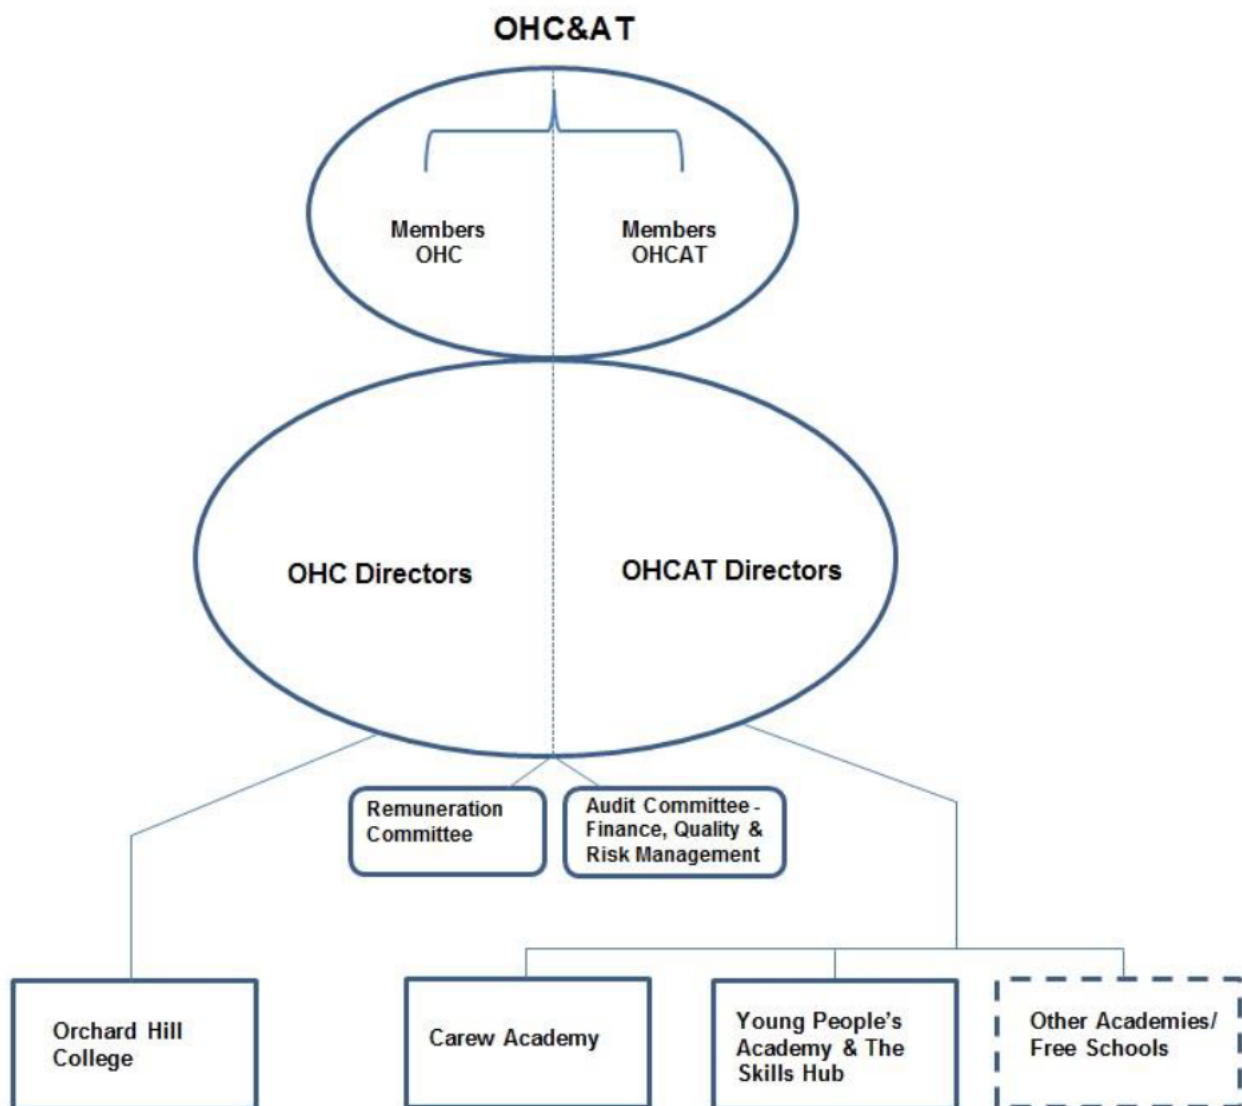 OHC&AT
Members
OHC
Members
OHCAT
OHC Directors
OHCAT Directors
Remuneration
Committee
Audit Committee -
Finance, Quality &
Risk Management
Orchard Hill
College
Carew Academy
Young People's
Academy & The
Skills Hub
Other Academies/
Free Schools